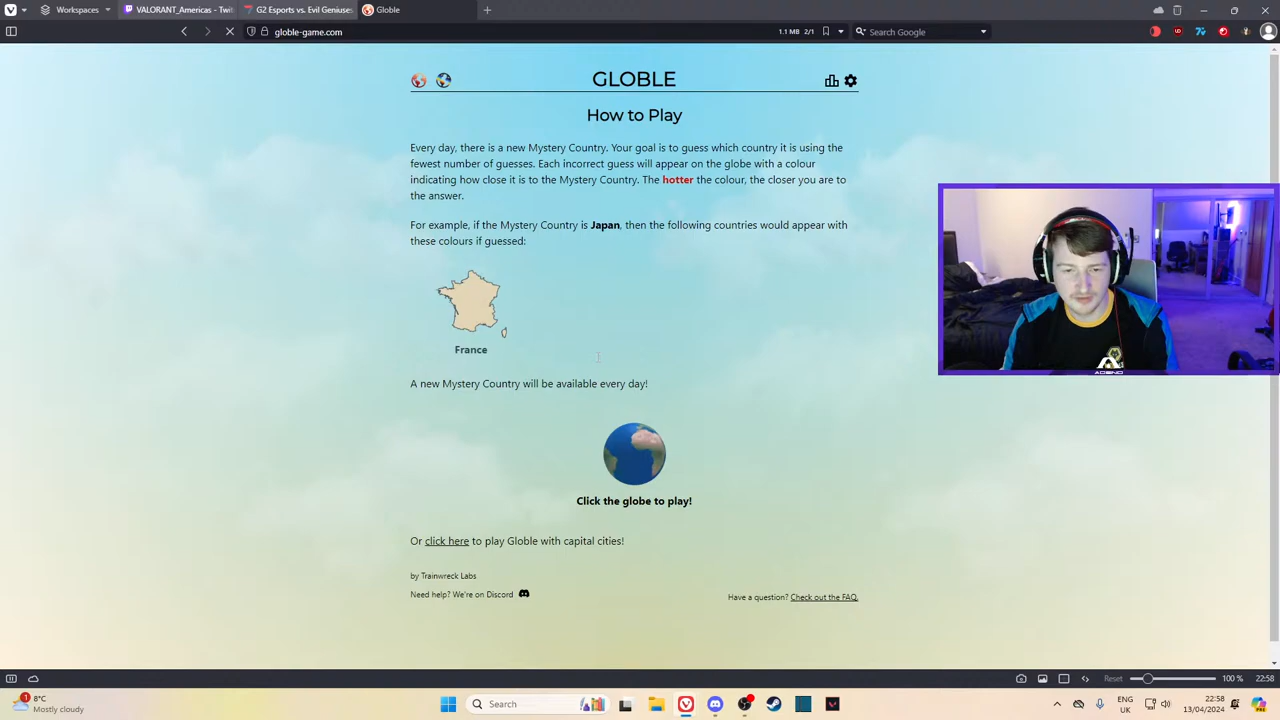 Workspaces
VALORANT_Americas - Twit
G2 Esports vs. Evil Geniuses
Globle
globle-game.com
1.1 MB 2/1
Search Google
GLOBLE
How to Play
Every day, there is a new Mystery Country. Your goal is to guess which country it is using the
fewest number of guesses. Each incorrect guess will appear on the globe with a colour
indicating how close it is to the Mystery Country. The hotter the colour, the closer you are to
the answer.
For example, if the Mystery Country is Japan, then the following countries would appear with
these colours if guessed:
France
A new Mystery Country will be available every day!
Click the globe to play!
Or click here to play Globle with capital cities!
by Trainwreck Labs
Need help? We're on Discord
Have a question? Check out the FAQ.
Reset
100 %
22:58
1
8°C
Mostly cloudy
Search
ENG
UK
22:58
13/04/2024